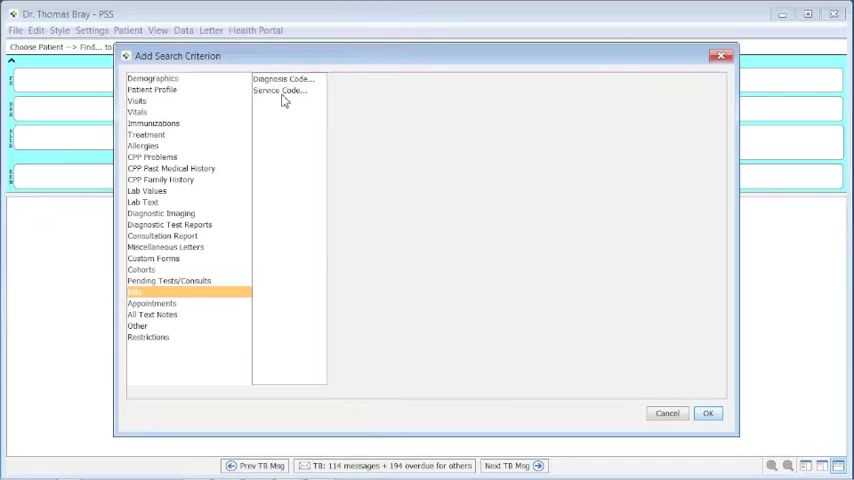 Dr. Thomas Bray - PSS
File Edit Style Settings Patient View Data Letter Health Portal
Choose Patient --> Find... to
Add Search Criterion
Demographics
Patient Profile
Visits
Vitals
Immunizations
Treatment
Allergies
CPP Problems
CPP Past Medical History
CPP Family History
Lab Values
Lab Text
Diagnostic Imaging
Diagnostic Test Reports
Consultation Report
Miscellaneous Letters
Custom Forms
Cohorts
Pending Tests/Consults
Bills
Appointments
All Text Notes
Other
Restrictions
Diagnosis Code...
Service Code...
Cancel OK
Prev TB Msg TB: 114 messages + 194 overdue for others Next TB Msg